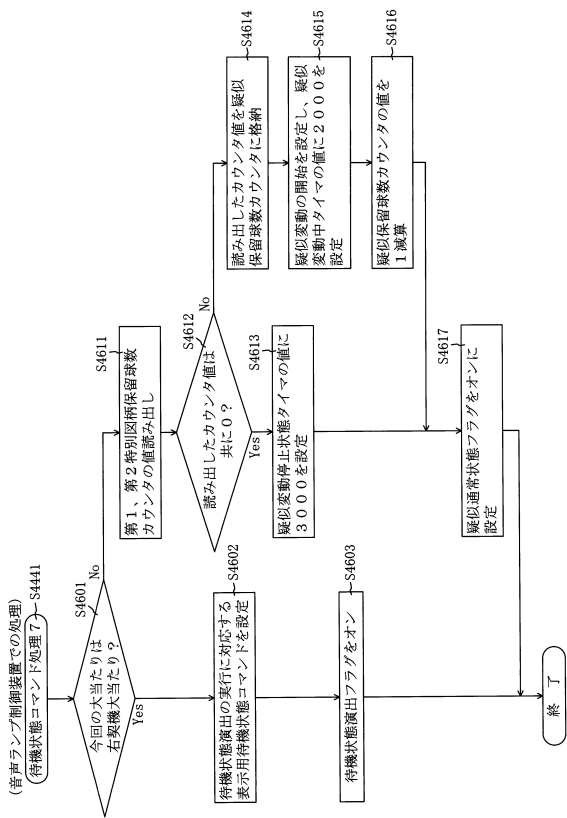 (音声ランプ制御装置での処理)
待機状態コマンド処理7
S4441
S4601
今回の大当たりは
右契機大当たり?
No
Yes
S4602
待機状態演出の実行に対応する
表示用待機状態コマンドを設定
S4603
待機状態演出フラグをオン
S4611
第1、第2特別図柄保留球数
カウンタの値読み出し
S4612
読み出したカウンタ値は
共に0?
No
Yes
S4613
疑似変動停止状態タイマの値に
3000を設定
S4614
読み出したカウンタ値を疑似
保留球数カウンタに格納
S4615
疑似変動の開始を設定し、疑似
変動中タイマの値に2000を
設定
S4616
疑似保留球数カウンタの値を
1減算
S4617
疑似通常状態フラグをオンに
設定
終了